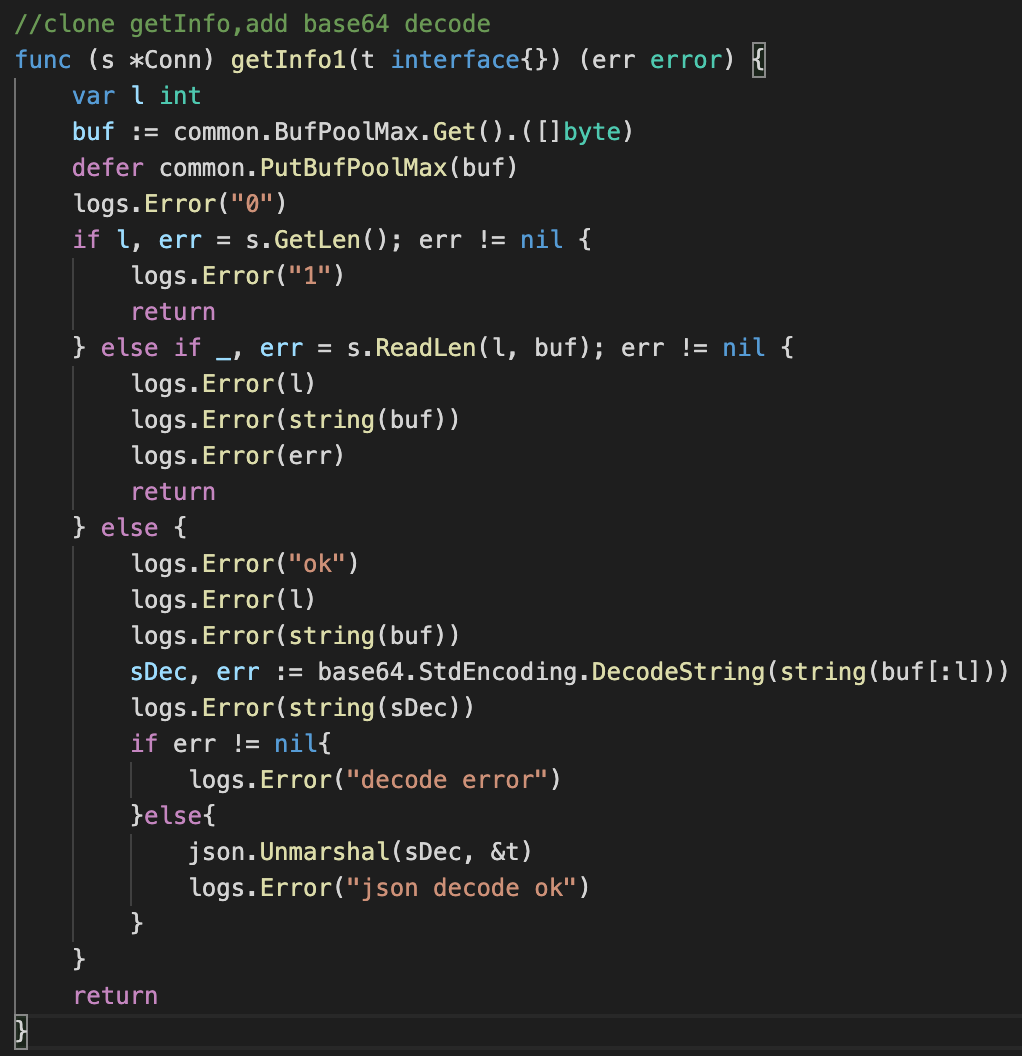 //clone getInfo,add base64 decode
func (s *Conn) getInfo1(t interface{}) (err error) {
    var l int
    buf := common.BufPoolMax.Get().([]byte)
    defer common.PutBufPoolMax(buf)
    logs.Error("0")
    if l, err = s.GetLen(); err != nil {
        logs.Error("1")
        return
    } else if _, err = s.ReadLen(l, buf); err != nil {
        logs.Error(l)
        logs.Error(string(buf))
        logs.Error(err)
        return
    } else {
        logs.Error("ok")
        logs.Error(l)
        logs.Error(string(buf))
        sDec, err := base64.StdEncoding.DecodeString(string(buf[:l]))
        logs.Error(string(sDec))
        if err != nil{
            logs.Error("decode error")
        }else{
            json.Unmarshal(sDec, &t)
            logs.Error("json decode ok")
        }
    }
    return
}